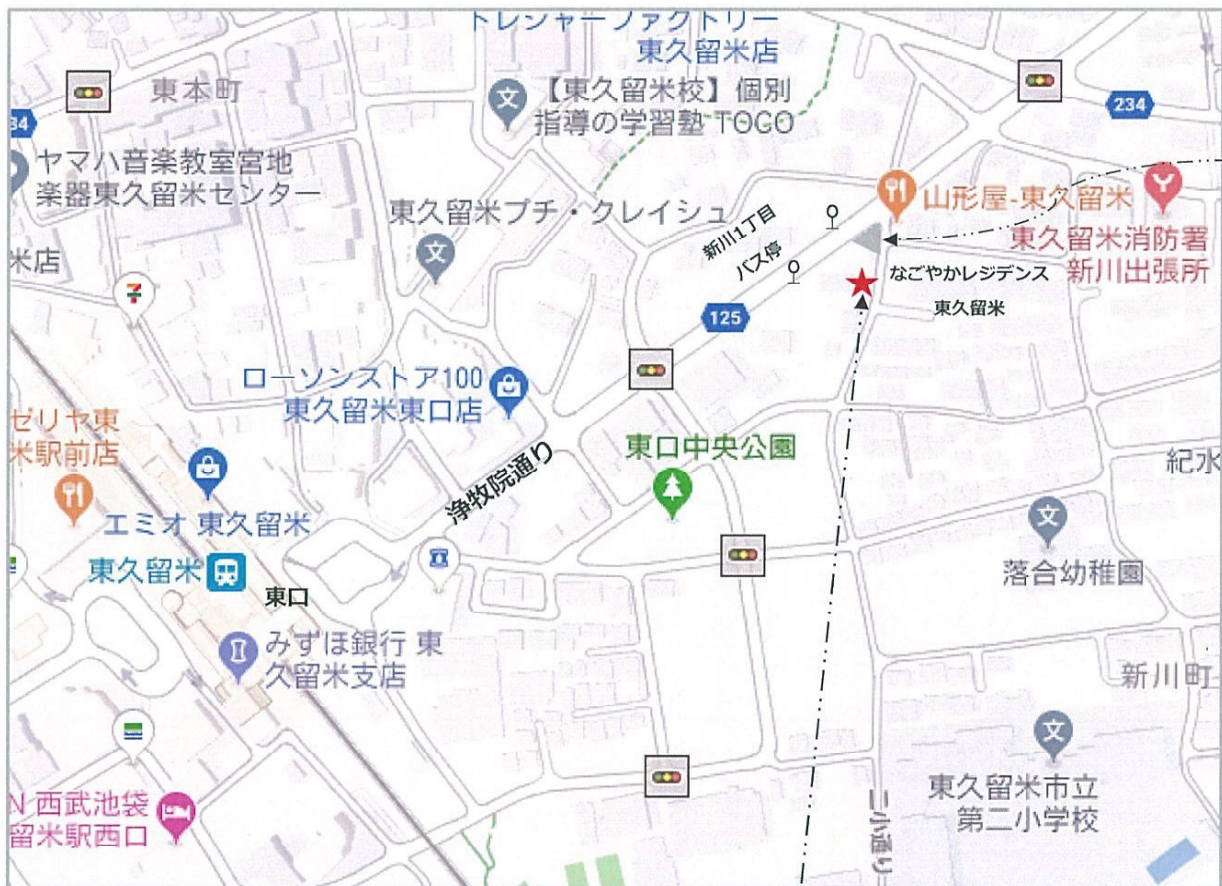 トレジャーファクトリー
東久留米店
東本町
【東久留米校】個別
指導の学習塾 TOGO
234
34
ヤマハ音楽教室宮地
楽器東久留米センター
東久留米プチ・クレイシュ
新川1丁目
バス停
山形屋-東久留米
東久留米消防署
新川出張所
米店
なごやかレジデンス
東久留米
125
ローソンストア100
東久留米東口店
ゼリヤ東
米駅前店
浄牧院通り
東口中央公園
紀水
エミオ 東久留米
東久留米
東口
落合幼稚園
みずほ銀行 東
久留米支店
新川町
N 西武池袋
留米駅西口
東久留米市立
第二小学校
二小通り